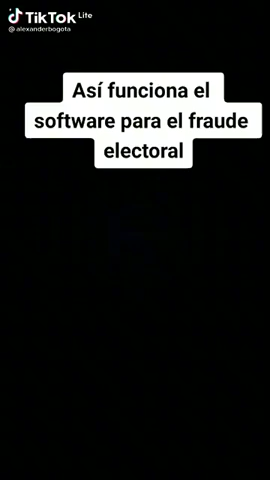 TikTok Lite
@alexanderbogota
Así funciona el
software para el fraude
electoral